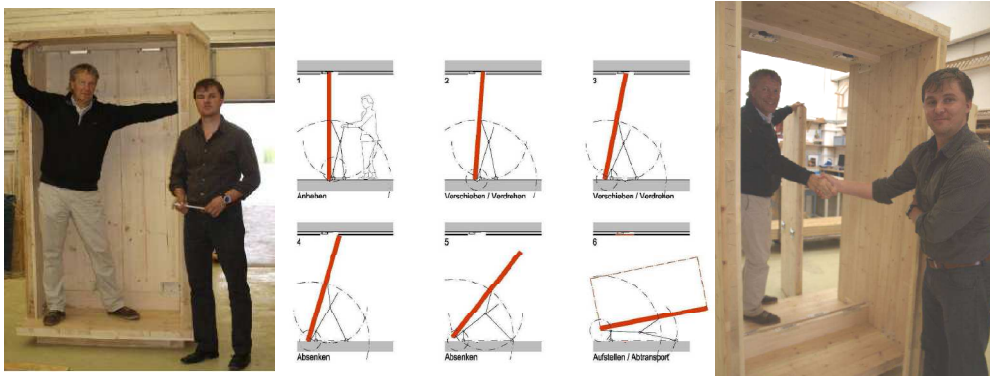 1
Anheben
2
Verschieben / Verdrehen
3
Verschieben / Verdrehen
4
Absenken
5
Absenken
6
Aufstellen / Abtransport